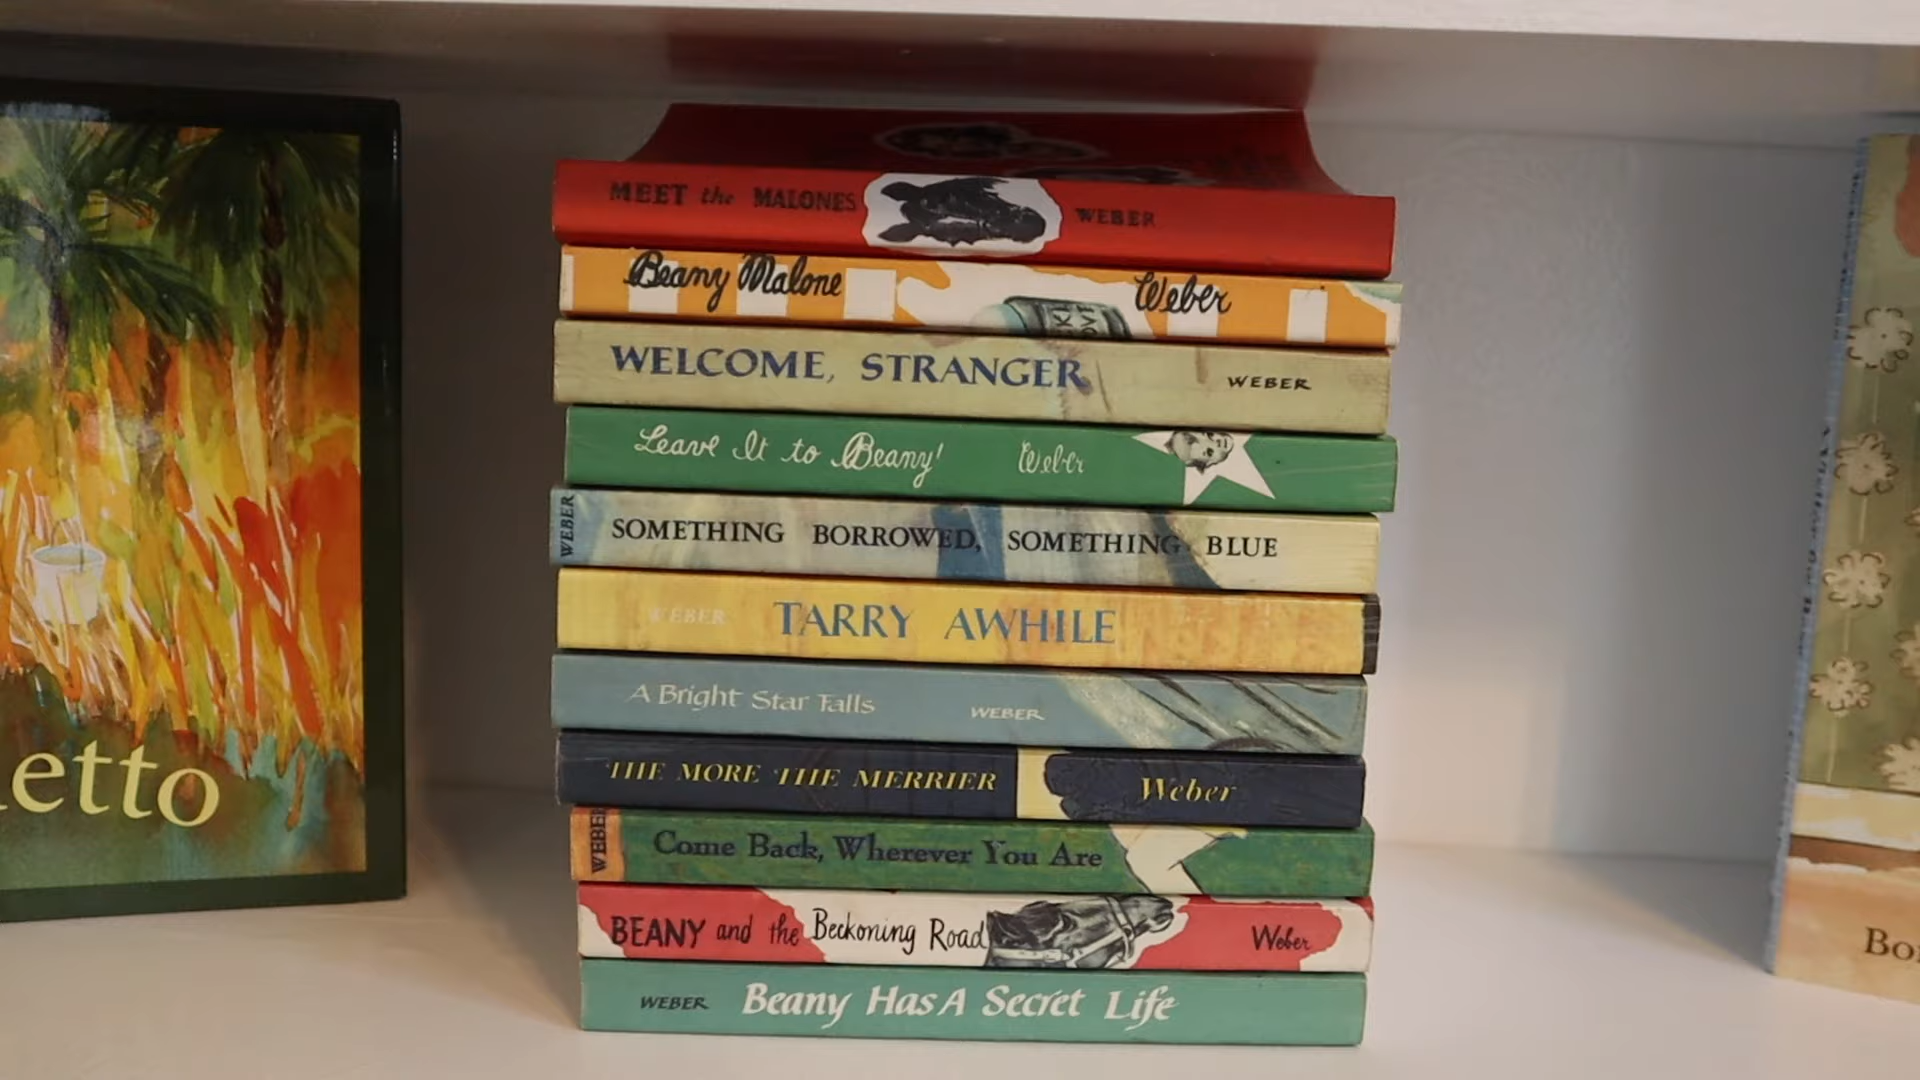 MEET the MALONES WEBER
Beany Malone Weber
WELCOME, STRANGER WEBER
Leave It to Beany! Weber
WEBER SOMETHING BORROWED, SOMETHING BLUE
WEBER TARRY AWHILE
A Bright Star Falls WEBER
THE MORE THE MERRIER Weber
WEBER Come Back, Wherever You Are
BEANY and the Beckoning Road Weber
WEBER Beany Has A Secret Life
etto
Bo